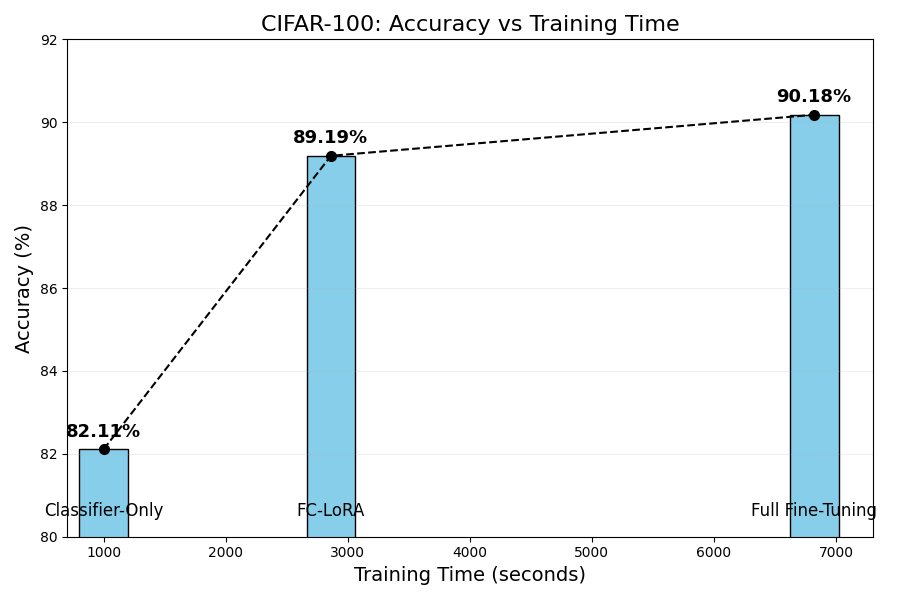 CIFAR-100: Accuracy vs Training Time
Accuracy (%)
92
90
88
86
84
82
80
90.18%
89.19%
82.11%
Classifier-Only
FC-LoRA
Full Fine-Tuning
1000
2000
3000
4000
5000
6000
7000
Training Time (seconds)